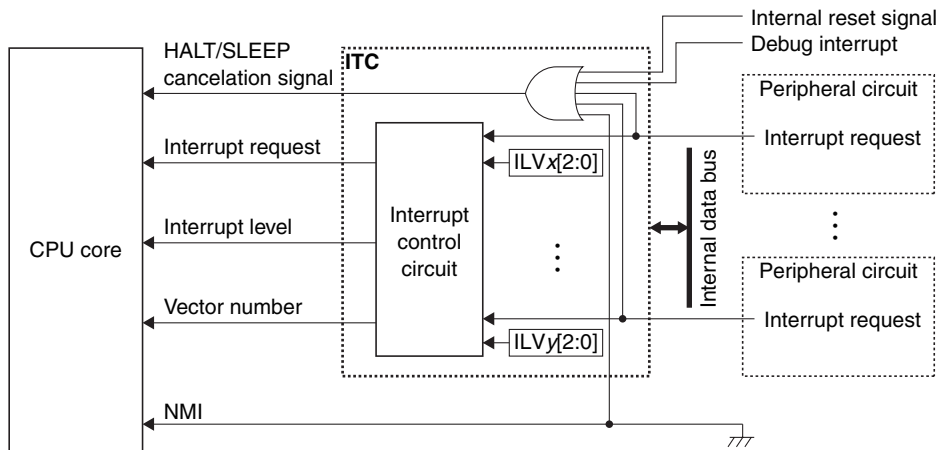 Internal reset signal
Debug interrupt
HALT/SLEEP
cancelation signal
ITC
Peripheral circuit
Interrupt request
Interrupt request
ILVx[2:0]
Interrupt level
Interrupt
control
circuit
CPU core
Internal data bus
Peripheral circuit
Vector number
Interrupt request
ILVy[2:0]
NMI